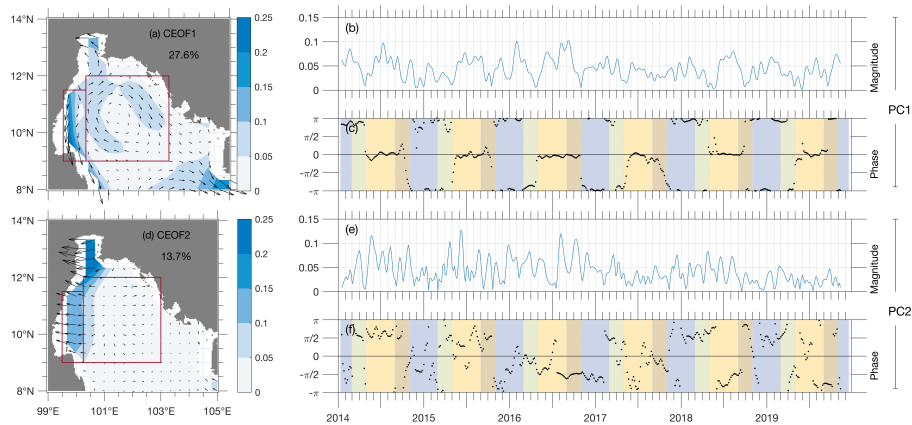 14°N
12°N
10°N
8°N
(a) CEOF1
27.6%
0.25
0.2
0.15
0.1
0.05
0
(b)
0.15
0.1
0.05
0
Magnitude
(c)
π
π/2
0
-π/2
-π
Phase
PC1
14°N
12°N
10°N
8°N
99°E 101°E 103°E 105°E
(d) CEOF2
13.7%
0.25
0.2
0.15
0.1
0.05
0
(e)
0.15
0.1
0.05
0
Magnitude
(f)
π
π/2
0
-π/2
-π
Phase
PC2
2014 2015 2016 2017 2018 2019